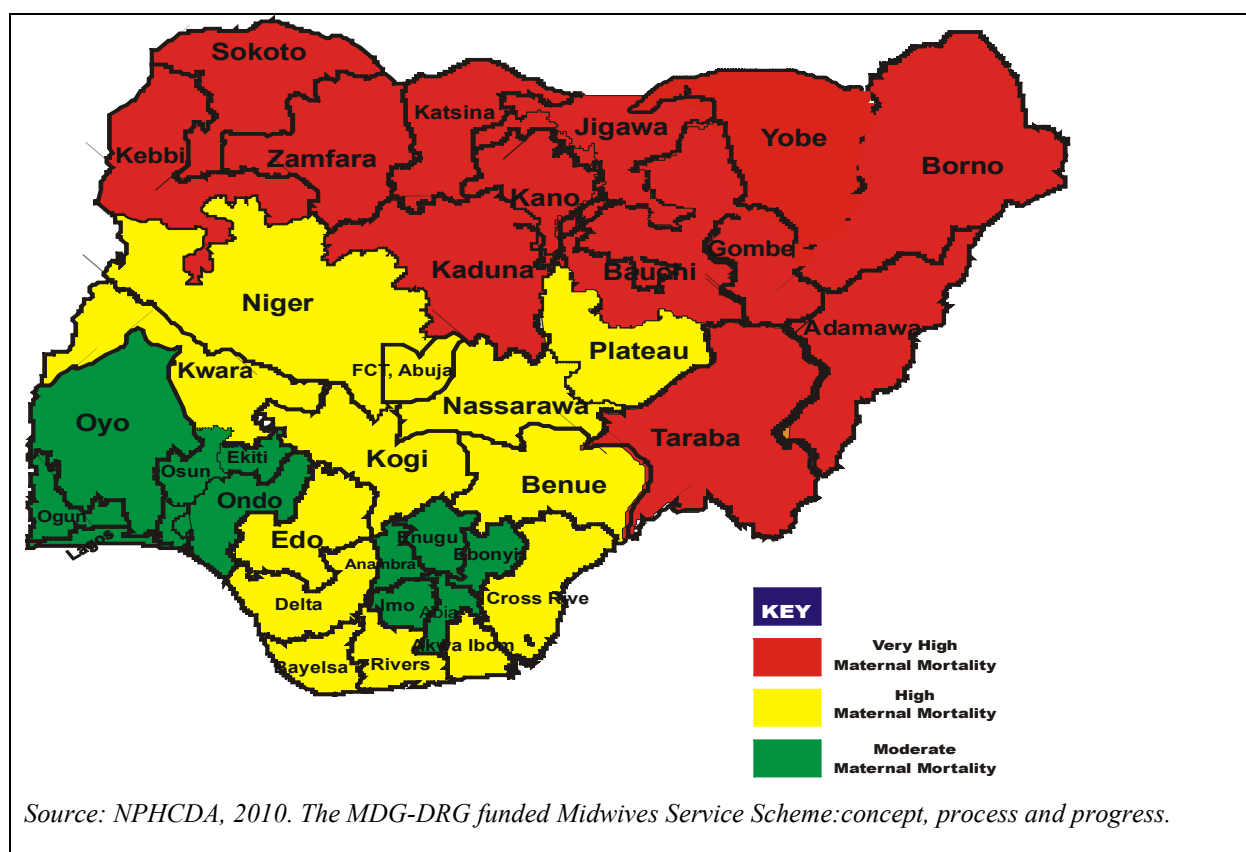 Sokoto
Katsina
Jigawa
Yobe
Borno
Kebbi
Zamfara
Kano
Kaduna
Bauchi
Gombe
Adamawa
Niger
Plateau
Kwara
FCT, Abuja
Nassarawa
Oyo
Taraba
Kogi
Benue
Osun
Ekiti
Ondo
Ogun
Lagos
Edo
Enugu
Ebonyi
Anambra
Delta
Imo
Abia
Cross Rive
Akwa Ibom
Bayelsa
Rivers
KEY
Very High
Maternal Mortality
High
Maternal Mortality
Moderate
Maternal Mortality
Source: NPHCDA, 2010. The MDG-DRG funded Midwives Service Scheme:concept, process and progress.